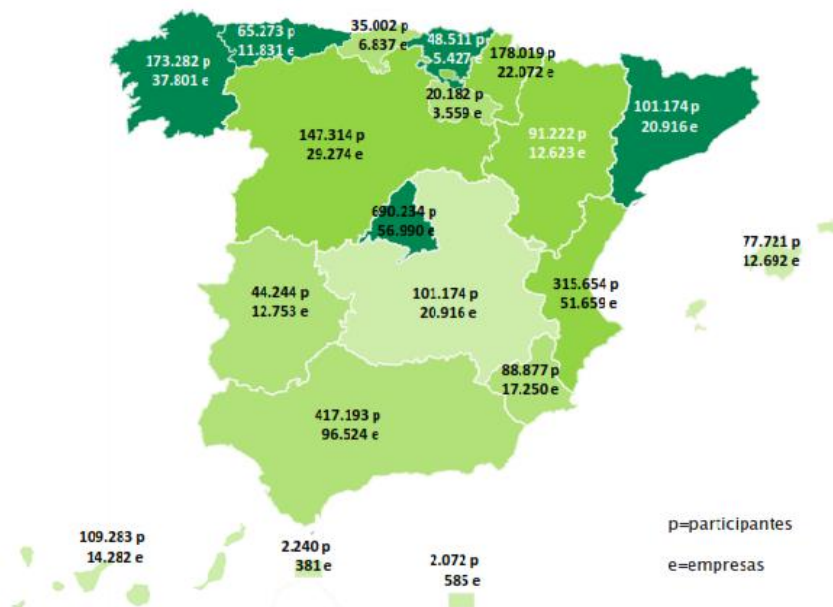 35.002 p
6.837 e
65.273 p
11.831 e
48.511 p
5.427 e
178.019 p
22.072 e
173.282 p
37.801 e
20.182 p
3.559 e
101.174 p
20.916 e
147.314 p
29.274 e
91.222 p
12.623 e
690.234 p
56.990 e
77.721 p
12.692 e
44.244 p
12.753 e
101.174 p
20.916 e
315.654 p
51.659 e
88.877 p
17.250 e
417.193 p
96.524 e
p=participantes
109.283 p
14.282 e
2.240 p
381 e
2.072 p
585 e
e=empresas